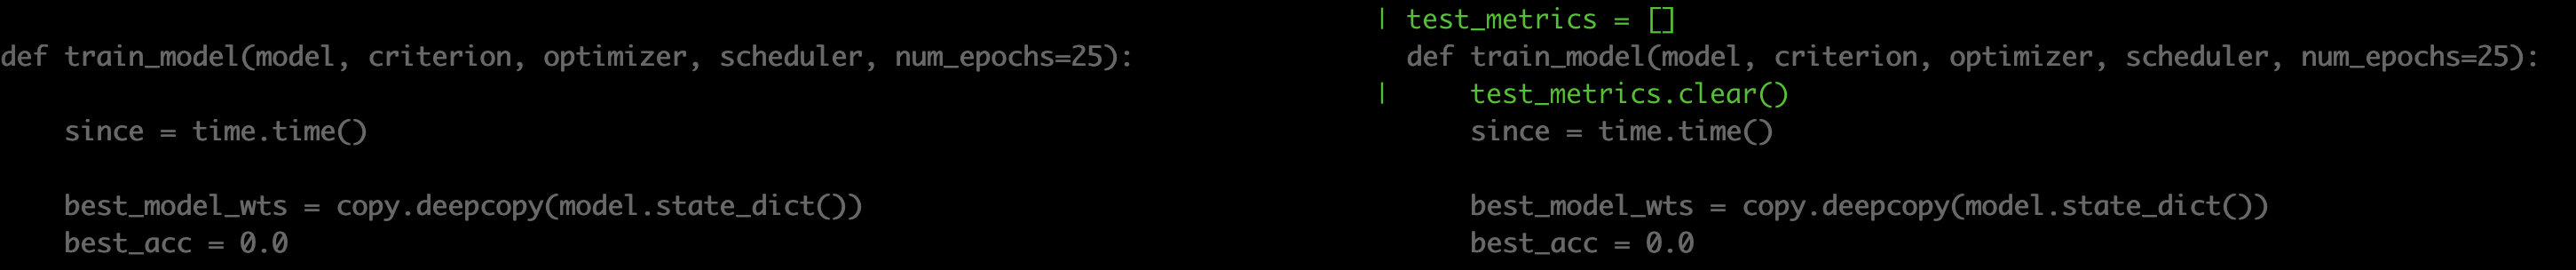 def train_model(model, criterion, optimizer, scheduler, num_epochs=25):
    since = time.time()
    best_model_wts = copy.deepcopy(model.state_dict())
    best_acc = 0.0
| test_metrics = []
  def train_model(model, criterion, optimizer, scheduler, num_epochs=25):
|     test_metrics.clear()
      since = time.time()
      best_model_wts = copy.deepcopy(model.state_dict())
      best_acc = 0.0